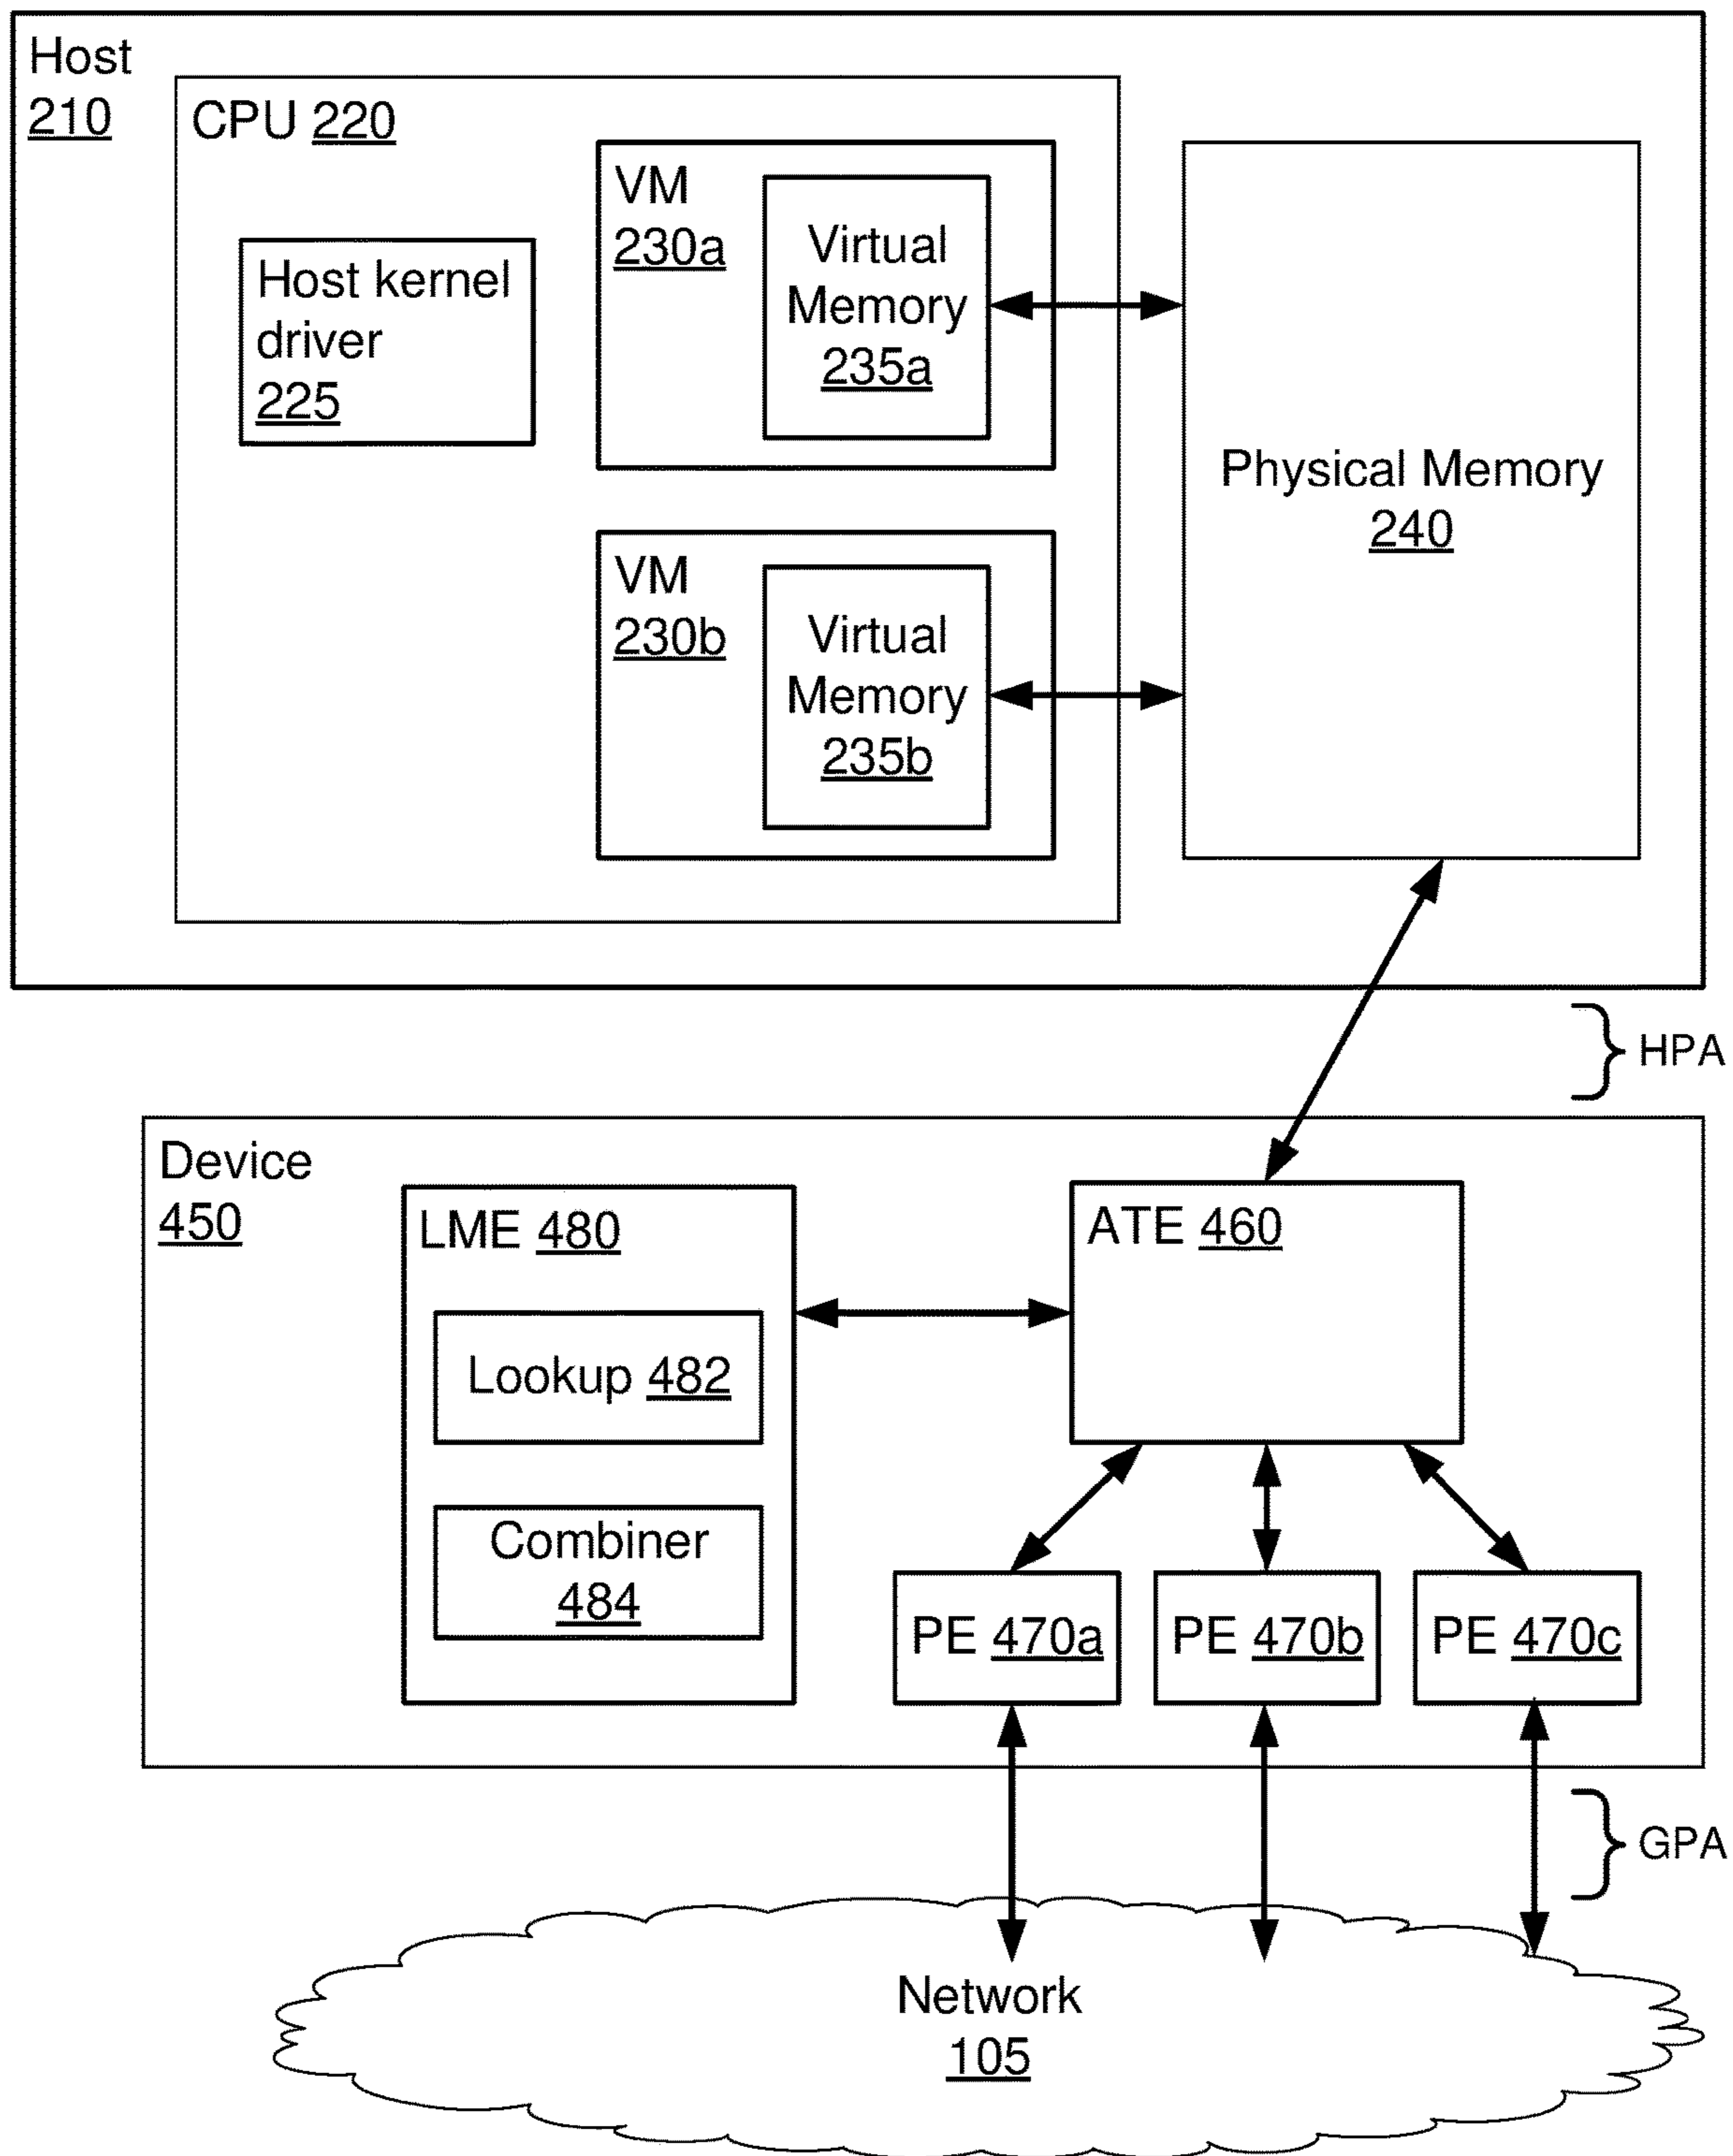 Host
210
CPU 220
Host kernel
driver
225
VM
230a
Virtual
Memory
235a
VM
230b
Virtual
Memory
235b
Physical Memory
240
HPA
Device
450
LME 480
Lookup 482
Combiner
484
ATE 460
PE 470a
PE 470b
PE 470c
GPA
Network
105